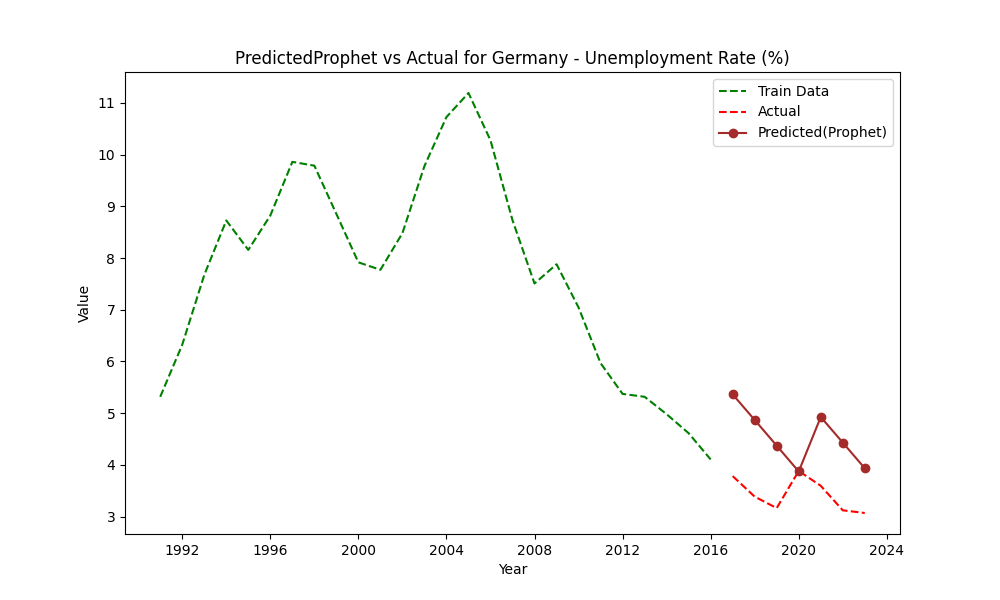 PredictedProphet vs Actual for Germany - Unemployment Rate (%)
Train Data
Actual
Predicted(Prophet)
Value
11
10
9
8
7
6
5
4
3
1992 1996 2000 2004 2008 2012 2016 2020 2024
Year